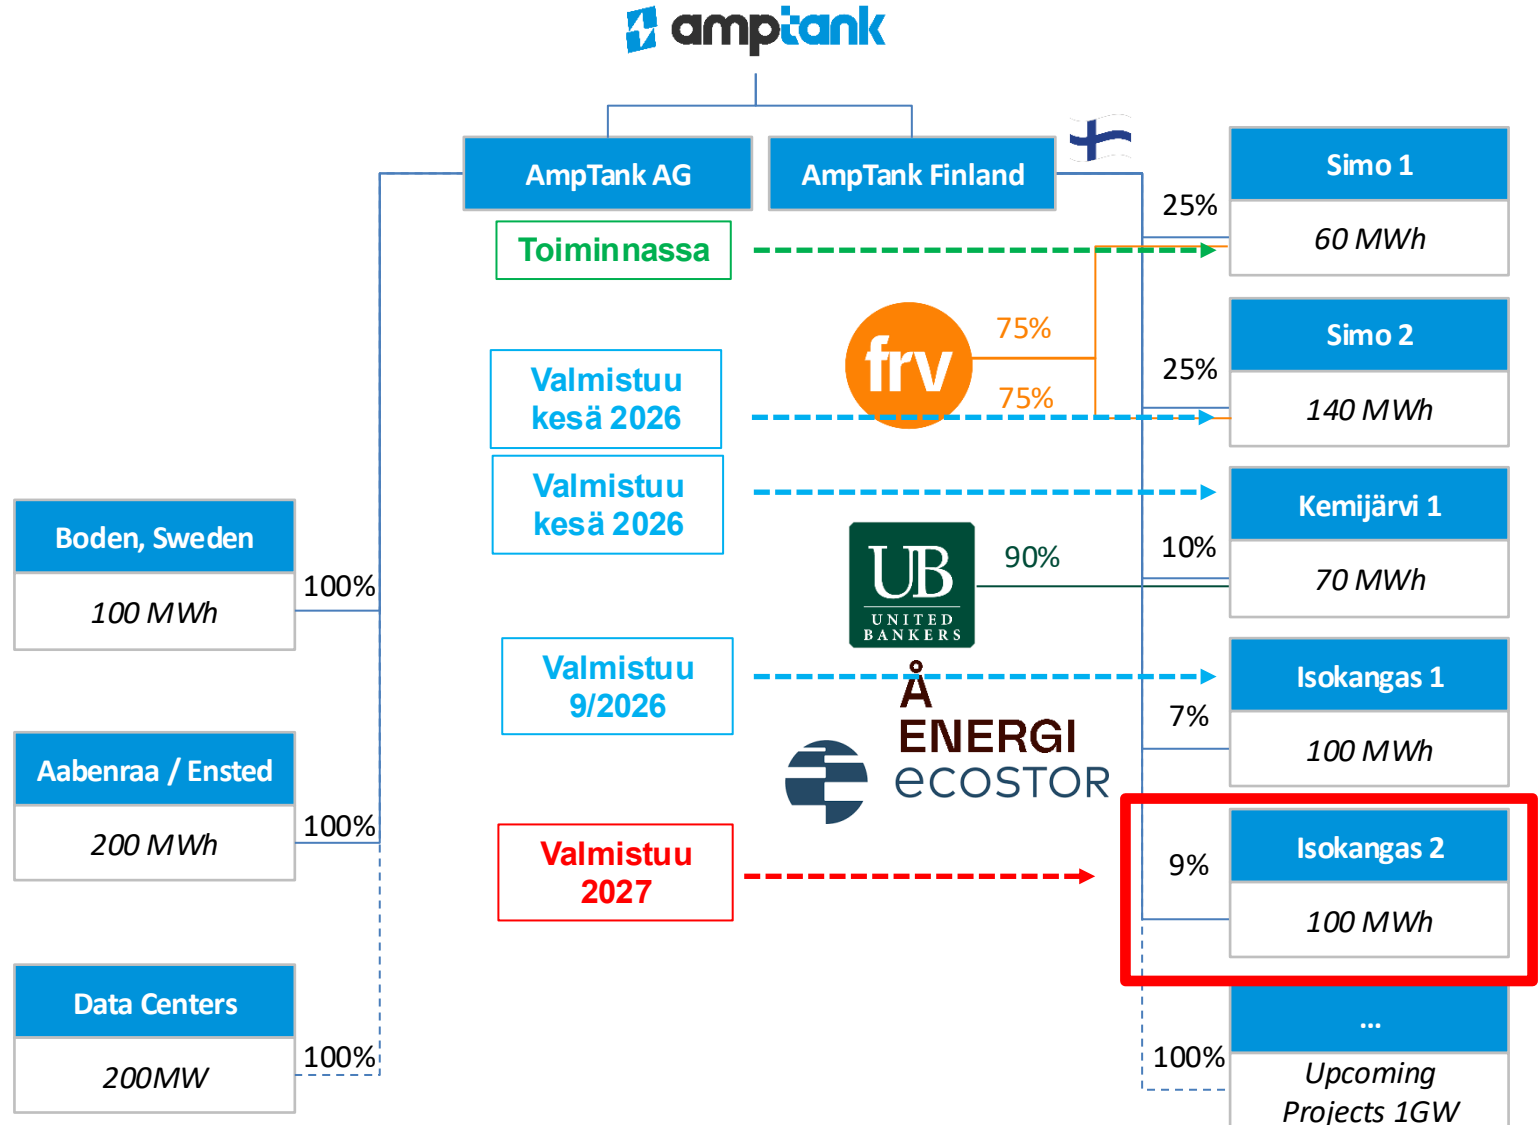 amptank
AmpTank AG
AmpTank Finland
Toiminnassa
Valmistuu
kesä 2026
Valmistuu
kesä 2026
Valmistuu
9/2026
Valmistuu
2027
Boden, Sweden
100 MWh
100%
Aabenraa / Ensted
200 MWh
100%
Data Centers
200MW
100%
frv
75%
75%
UB
UNITED
BANKERS
90%
Å
ENERGI
ecoSTOR
25%
Simo 1
60 MWh
25%
Simo 2
140 MWh
10%
Kemijärvi 1
70 MWh
7%
Isokangas 1
100 MWh
9%
Isokangas 2
100 MWh
100%
...
Upcoming
Projects 1GW